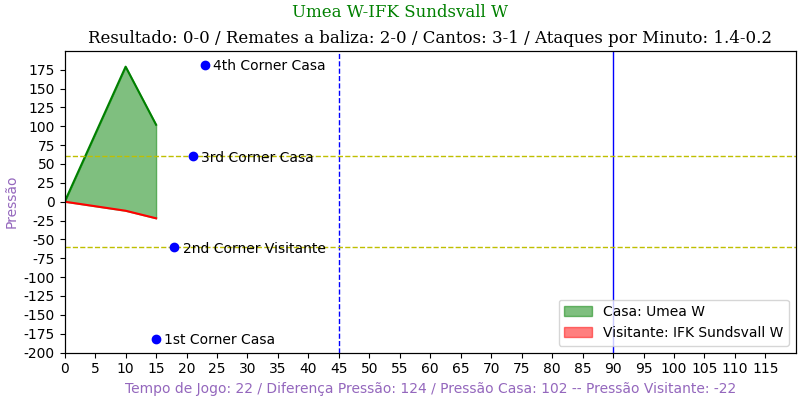 Umea W-IFK Sundsvall W
Resultado: 0-0 / Remates a baliza: 2-0 / Cantos: 3-1 / Ataques por Minuto: 1.4-0.2
Pressão
175
150
125
100
75
50
25
0
-25
-50
-75
-100
-125
-150
-175
-200
4th Corner Casa
3rd Corner Casa
2nd Corner Visitante
1st Corner Casa
Casa: Umea W
Visitante: IFK Sundsvall W
0 5 10 15 20 25 30 35 40 45 50 55 60 65 70 75 80 85 90 95 100 105 110 115
Tempo de Jogo: 22 / Diferença Pressão: 124 / Pressão Casa: 102 -- Pressão Visitante: -22